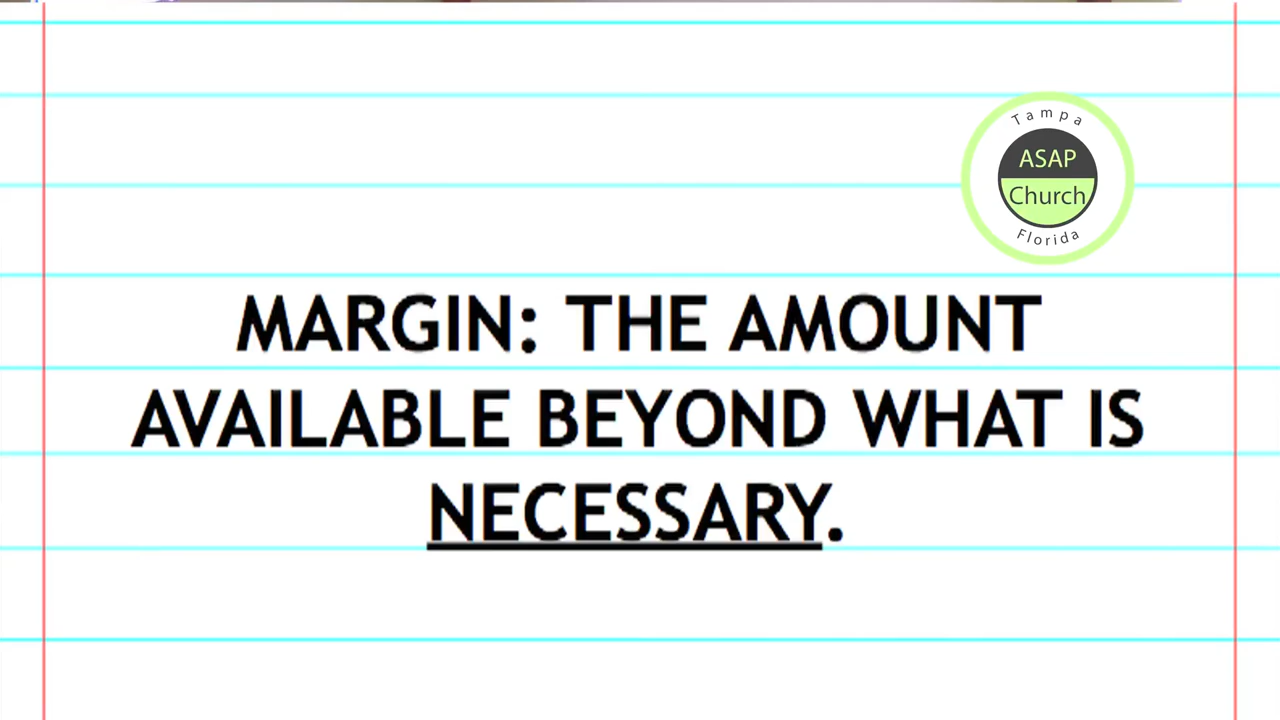 Tampa
ASAP
Church
Florida
MARGIN: THE AMOUNT
AVAILABLE BEYOND WHAT IS
NECESSARY.